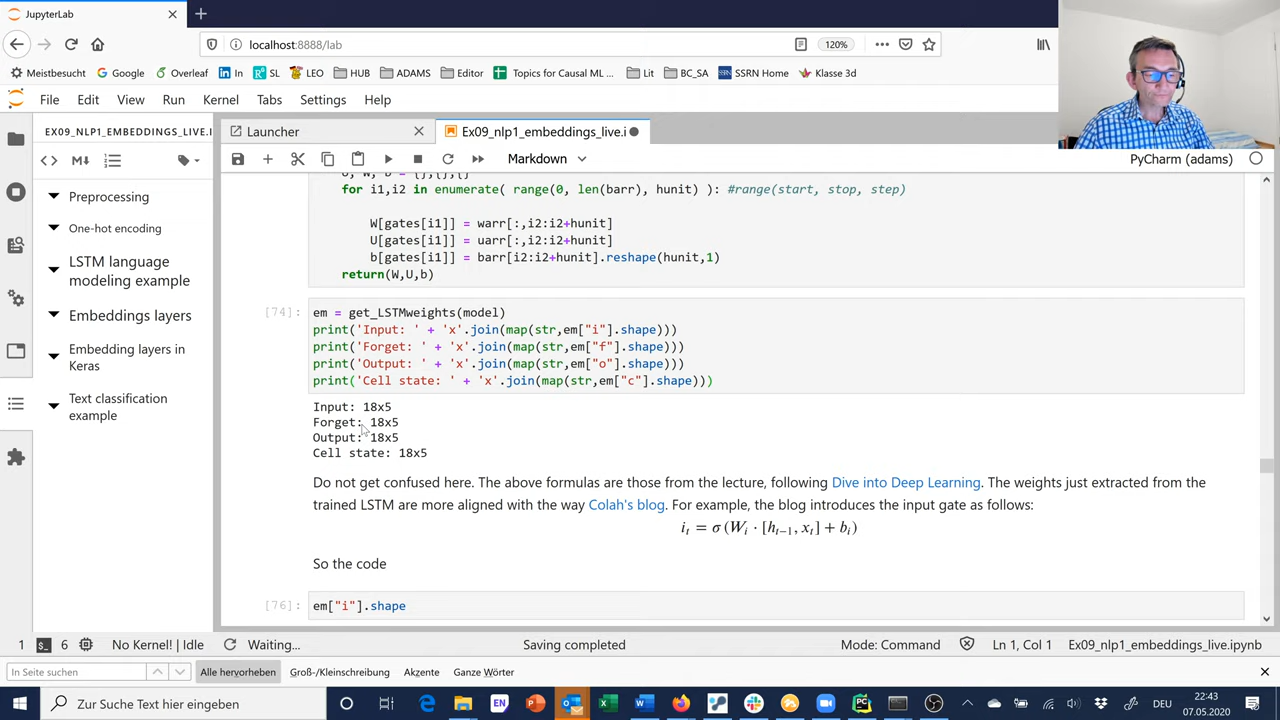 JupyterLab
localhost:8888/lab
120%
Meistbesucht Google Overleaf In SL LEO HUB ADAMS Editor Topics for Causal ML ... Lit BC_SA SSRN Home Klasse 3d
File Edit View Run Kernel Tabs Settings Help
EX09_NLP1_EMBEDDINGS_LIVE.I
Launcher
Ex09_nlp1_embeddings_live.i
Markdown
PyCharm (adams)
Preprocessing
One-hot encoding
LSTM language
modeling example
Embeddings layers
Embedding layers in
Keras
Text classification
example
for i1,i2 in enumerate( range(0, len(barr), hunit) ): #range(start, stop, step)
W[gates[i1]] = warr[:,i2:i2+hunit]
U[gates[i1]] = uarr[:,i2:i2+hunit]
b[gates[i1]] = barr[i2:i2+hunit].reshape(hunit,1)
return(W,U,b)
[74]: em = get_LSTMweights(model)
print('Input: ' + 'x'.join(map(str,em["i"].shape)))
print('Forget: ' + 'x'.join(map(str,em["f"].shape)))
print('Output: ' + 'x'.join(map(str,em["o"].shape)))
print('Cell state: ' + 'x'.join(map(str,em["c"].shape)))
Input: 18x5
Forget: 18x5
Output: 18x5
Cell state: 18x5
Do not get confused here. The above formulas are those from the lecture, following Dive into Deep Learning. The weights just extracted from the
trained LSTM are more aligned with the way Colah's blog. For example, the blog introduces the input gate as follows:
i_t = σ (W_i · [h_{t−1}, x_t] + b_i)
So the code
[76]: em["i"].shape
1 6 No Kernel! | Idle Waiting... Saving completed Mode: Command Ln 1, Col 1 Ex09_nlp1_embeddings_live.ipynb
In Seite suchen Alle hervorheben Groß-/Kleinschreibung Akzente Ganze Wörter
Zur Suche Text hier eingeben
EN
DEU
22:43
07.05.2020